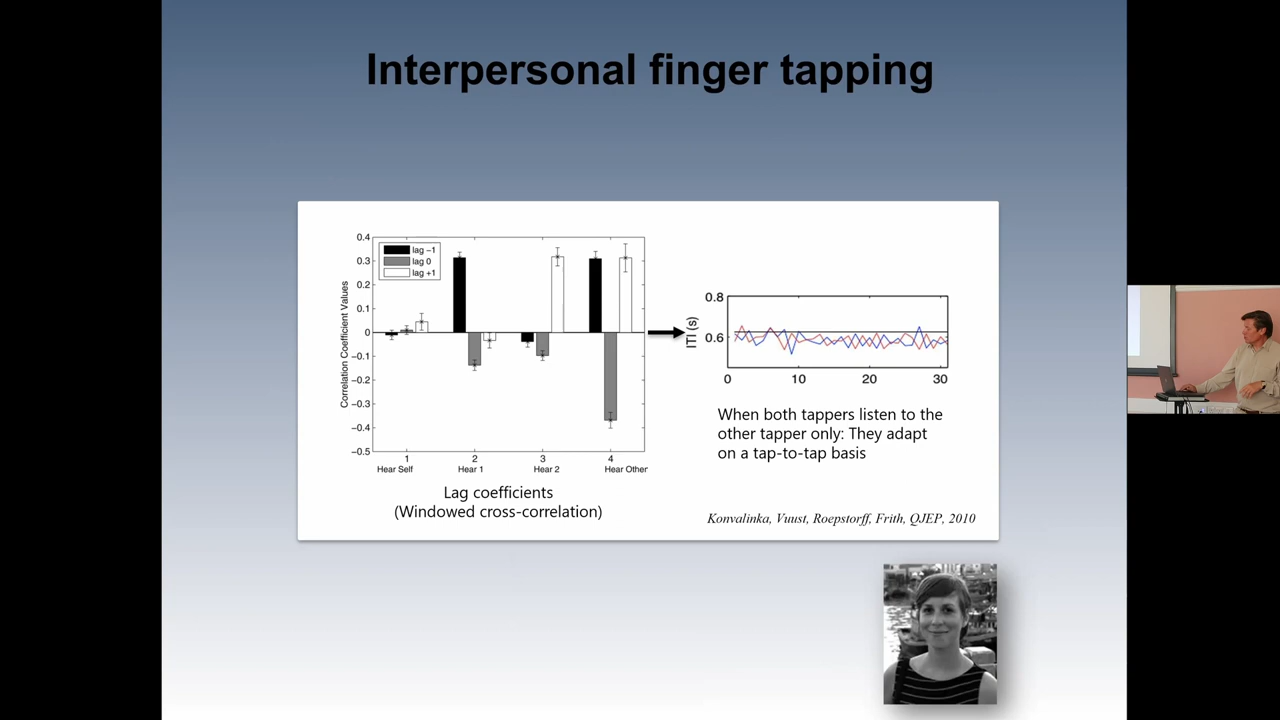 Interpersonal finger tapping
0.4
0.3
0.2
0.1
0
−0.1
−0.2
−0.3
−0.4
−0.5
Correlation Coefficient Values
lag −1
lag 0
lag +1
1 2 3 4
Hear Self Hear 1 Hear 2 Hear Other
Lag coefficients
(Windowed cross-correlation)
0.8
0.6
ITI (s)
0 10 20 30
When both tappers listen to the
other tapper only: They adapt
on a tap-to-tap basis
Konvalinka, Vuust, Roepstorff, Frith, QJEP, 2010